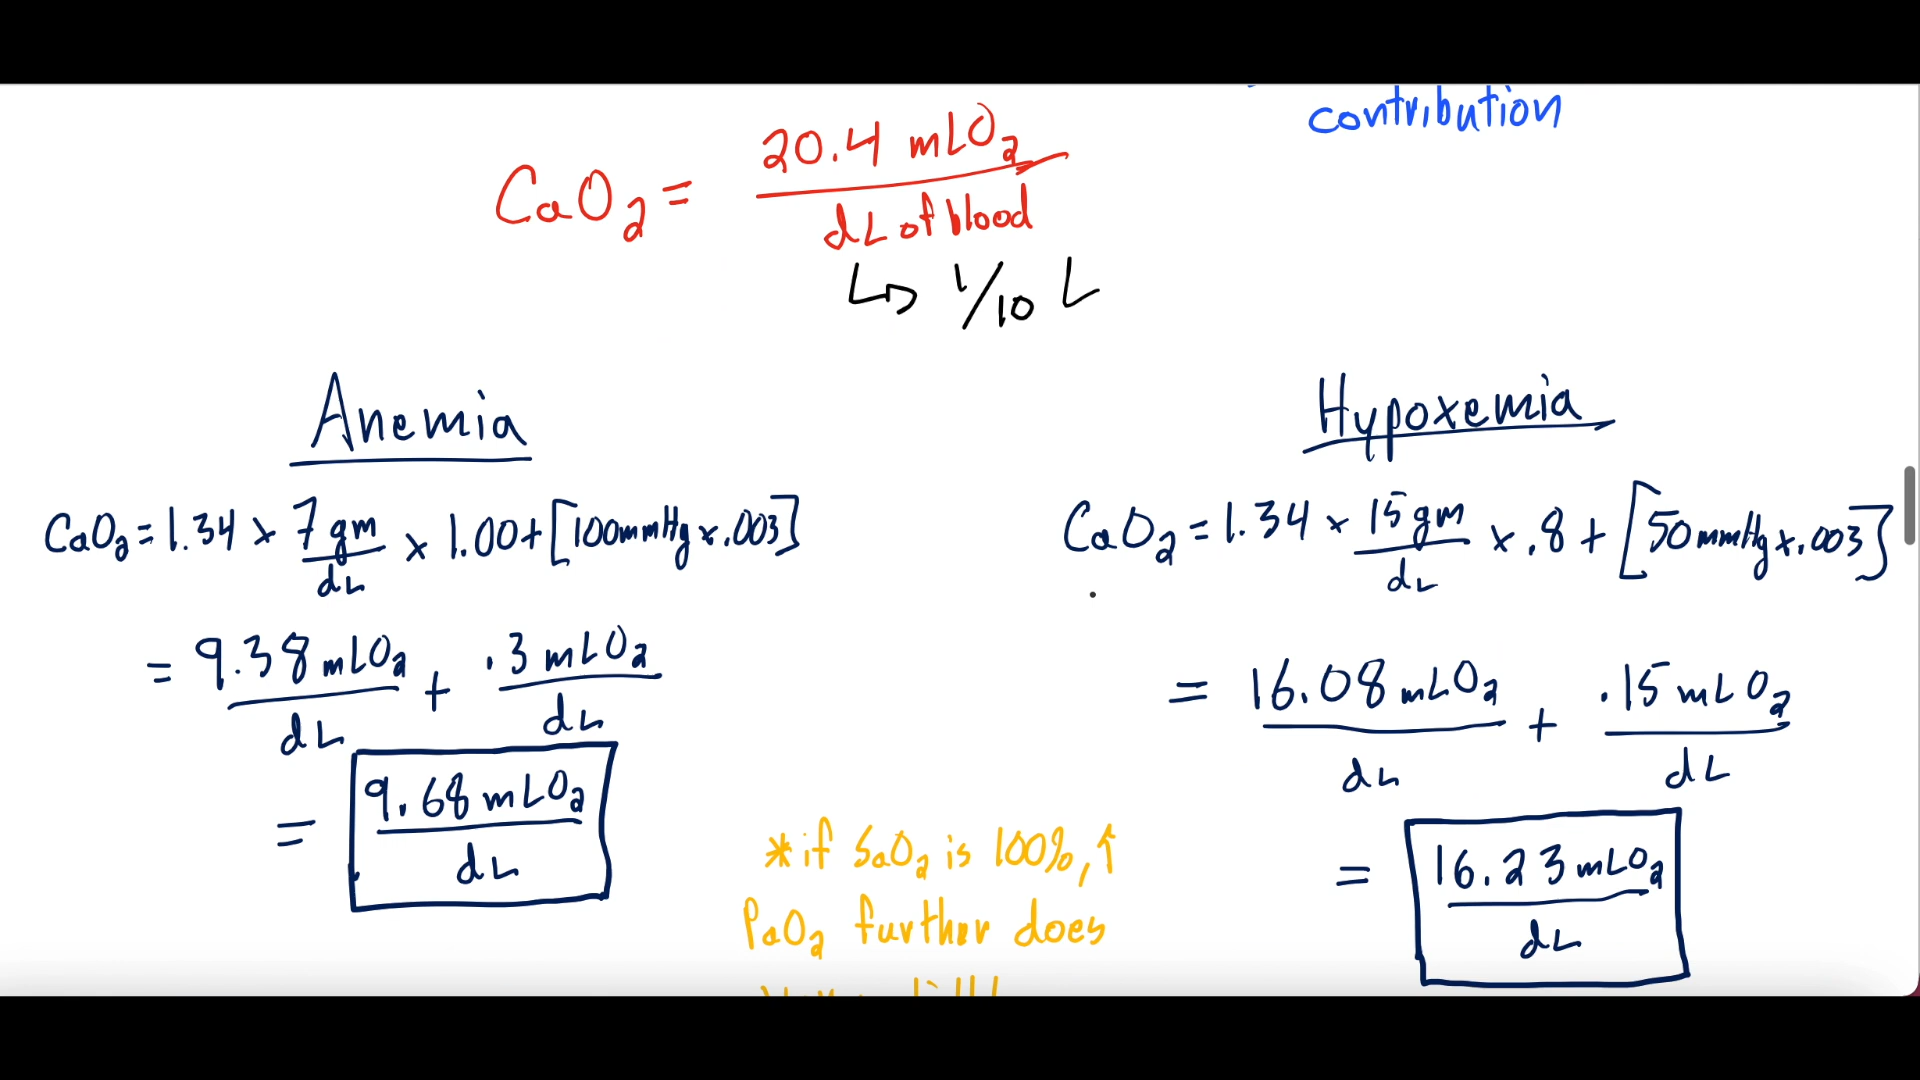 contribution
CaO₂ = 20.4 mLO₂
dL of blood
↳ 1/10 L
Anemia
CaO₂ = 1.34 x 7 gm/dL x 1.00 + [100mmHg x .003]
= 9.38 mLO₂/dL + .3 mLO₂/dL
= 9.68 mLO₂/dL
Hypoxemia
CaO₂ = 1.34 x 15 gm/dL x .8 + [50 mmHg x .003]
= 16.08 mLO₂/dL + .15 mLO₂/dL
= 16.23 mLO₂/dL
*if SaO₂ is 100%, ↑
PaO₂ further does